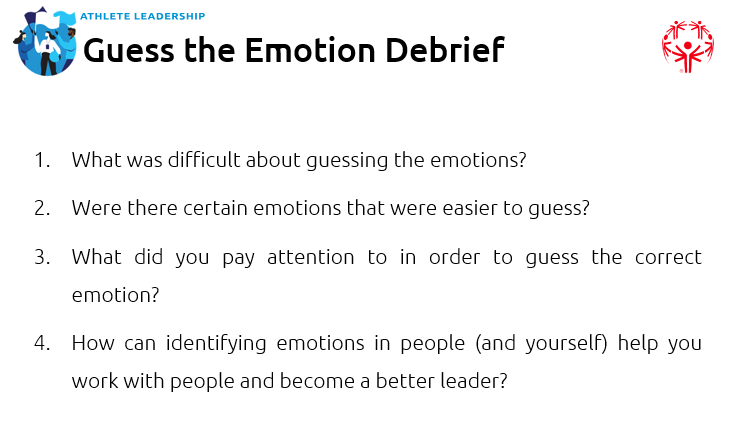 ATHLETE LEADERSHIP
Guess the Emotion Debrief
1. What was difficult about guessing the emotions?
2. Were there certain emotions that were easier to guess?
3. What did you pay attention to in order to guess the correct
emotion?
4. How can identifying emotions in people (and yourself) help you
work with people and become a better leader?